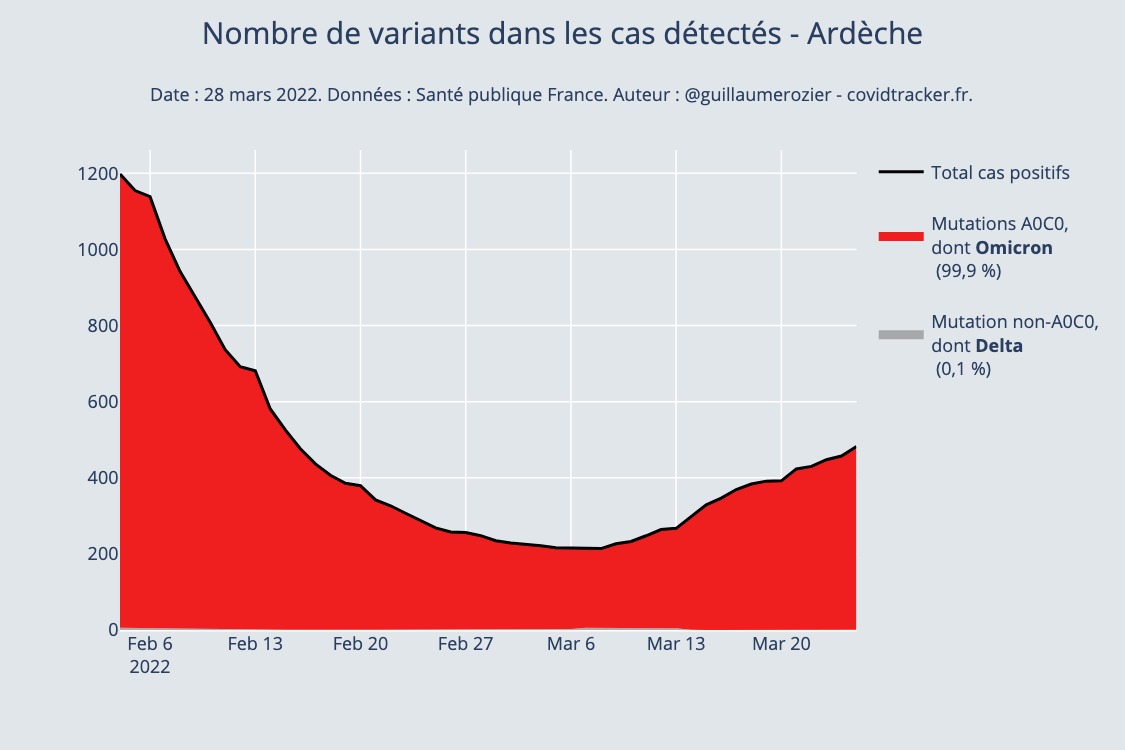 Nombre de variants dans les cas détectés - Ardèche
Date : 28 mars 2022. Données : Santé publique France. Auteur : @guillaumerozier - covidtracker.fr.
1200
1000
800
600
400
200
0
Feb 6
2022
Feb 13
Feb 20
Feb 27
Mar 6
Mar 13
Mar 20
Total cas positifs
Mutations A0C0,
dont Omicron
(99,9 %)
Mutation non-A0C0,
dont Delta
(0,1 %)